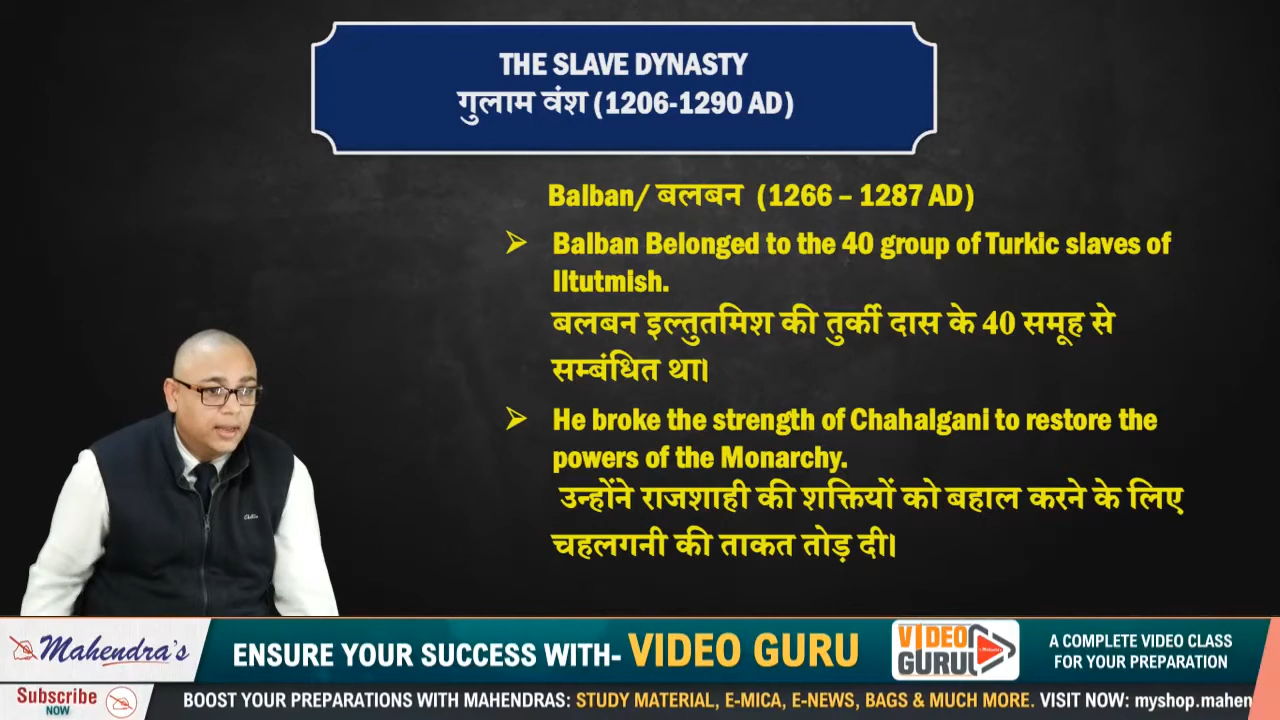 THE SLAVE DYNASTY
गुलाम वंश (1206-1290 AD)
Balban/ बलबन (1266 – 1287 AD)
➢ Balban Belonged to the 40 group of Turkic slaves of
Iltutmish.
बलबन इल्तुतमिश की तुर्की दास के 40 समूह से
सम्बंधित था।
➢ He broke the strength of Chahalgani to restore the
powers of the Monarchy.
उन्होंने राजशाही की शक्तियों को बहाल करने के लिए
चहलगनी की ताकत तोड़ दी।
Mahendra's
ENSURE YOUR SUCCESS WITH- VIDEO GURU
VIDEO
GURU
A COMPLETE VIDEO CLASS
FOR YOUR PREPARATION
Subscribe
NOW
BOOST YOUR PREPARATIONS WITH MAHENDRAS: STUDY MATERIAL, E-MICA, E-NEWS, BAGS & MUCH MORE. VISIT NOW: myshop.mahen